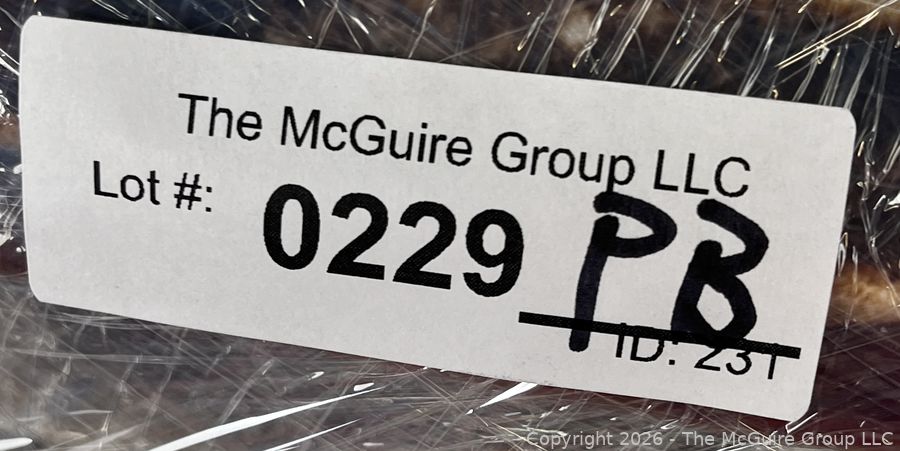 The McGuire Group LLC
Lot #: 0229 PB
ID: 231
Copyright 2026 - The McGuire Group LLC